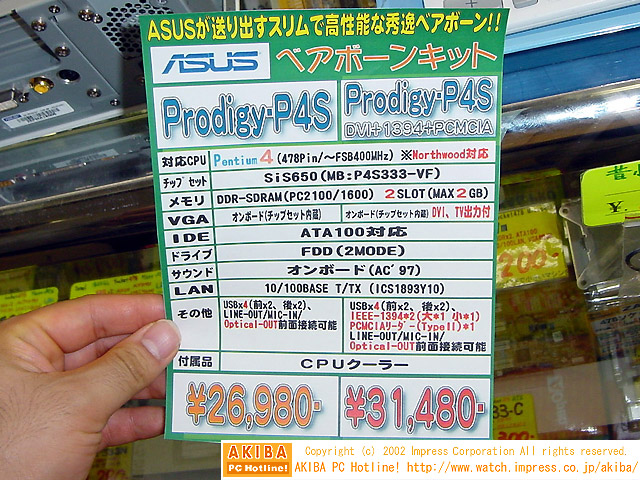 ASUSが送り出すスリムで高性能な秀逸ベアボーン!!
ASUS ベアボーンキット
Prodigy-P4S
Prodigy-P4S
DVI+1394+PCMCIA
対応CPU Pentium 4 (478Pin/～FSB400MHz) ※Northwood対応
チップセット SiS650(MB:P4S333-VF)
メモリ DDR-SDRAM(PC2100/1600) 2SLOT(MAX2GB)
VGA オンボード(チップセット内蔵) オンボード(チップセット内蔵) DVI、TV出力付
IDE ATA100対応
ドライブ FDD(2MODE)
サウンド オンボード(AC'97)
LAN 10/100BASE T/TX (ICS1893Y10)
その他
USBx4(前x2、後x2)、
LINE-OUT/MIC-IN/
Optical-OUT前面接続可能
USBx4(前x2、後x2)、
IEEE-1394*2(大*1 小*1)
PCMCIAリーダー(TypeII)*1
LINE-OUT/MIC-IN/
Optical-OUT前面接続可能
付属品 CPUクーラー
¥26,980-
¥31,480-
AKIBA
PC Hotline!
Copyright (c) 2002 Impress Corporation All rights reserved.
AKIBA PC Hotline! http://www.watch.impress.co.jp/akiba/